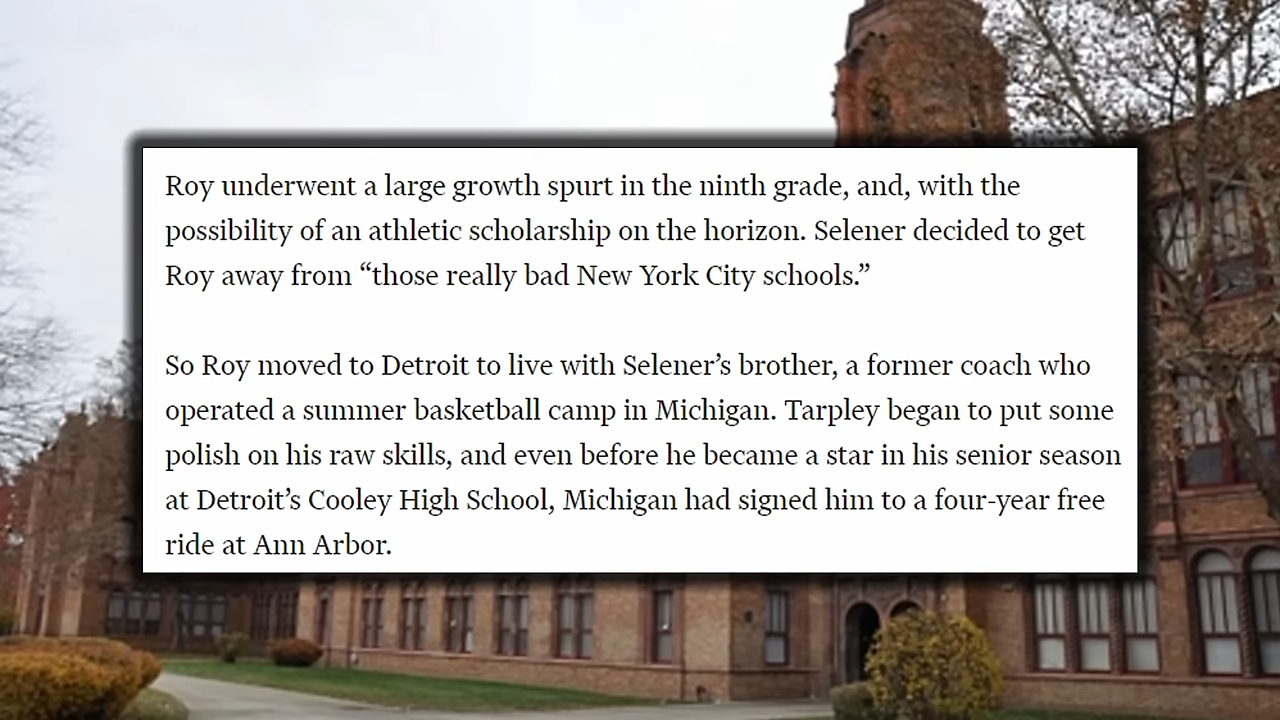 Roy underwent a large growth spurt in the ninth grade, and, with the
possibility of an athletic scholarship on the horizon. Selener decided to get
Roy away from “those really bad New York City schools.”
So Roy moved to Detroit to live with Selener’s brother, a former coach who
operated a summer basketball camp in Michigan. Tarpley began to put some
polish on his raw skills, and even before he became a star in his senior season
at Detroit’s Cooley High School, Michigan had signed him to a four-year free
ride at Ann Arbor.